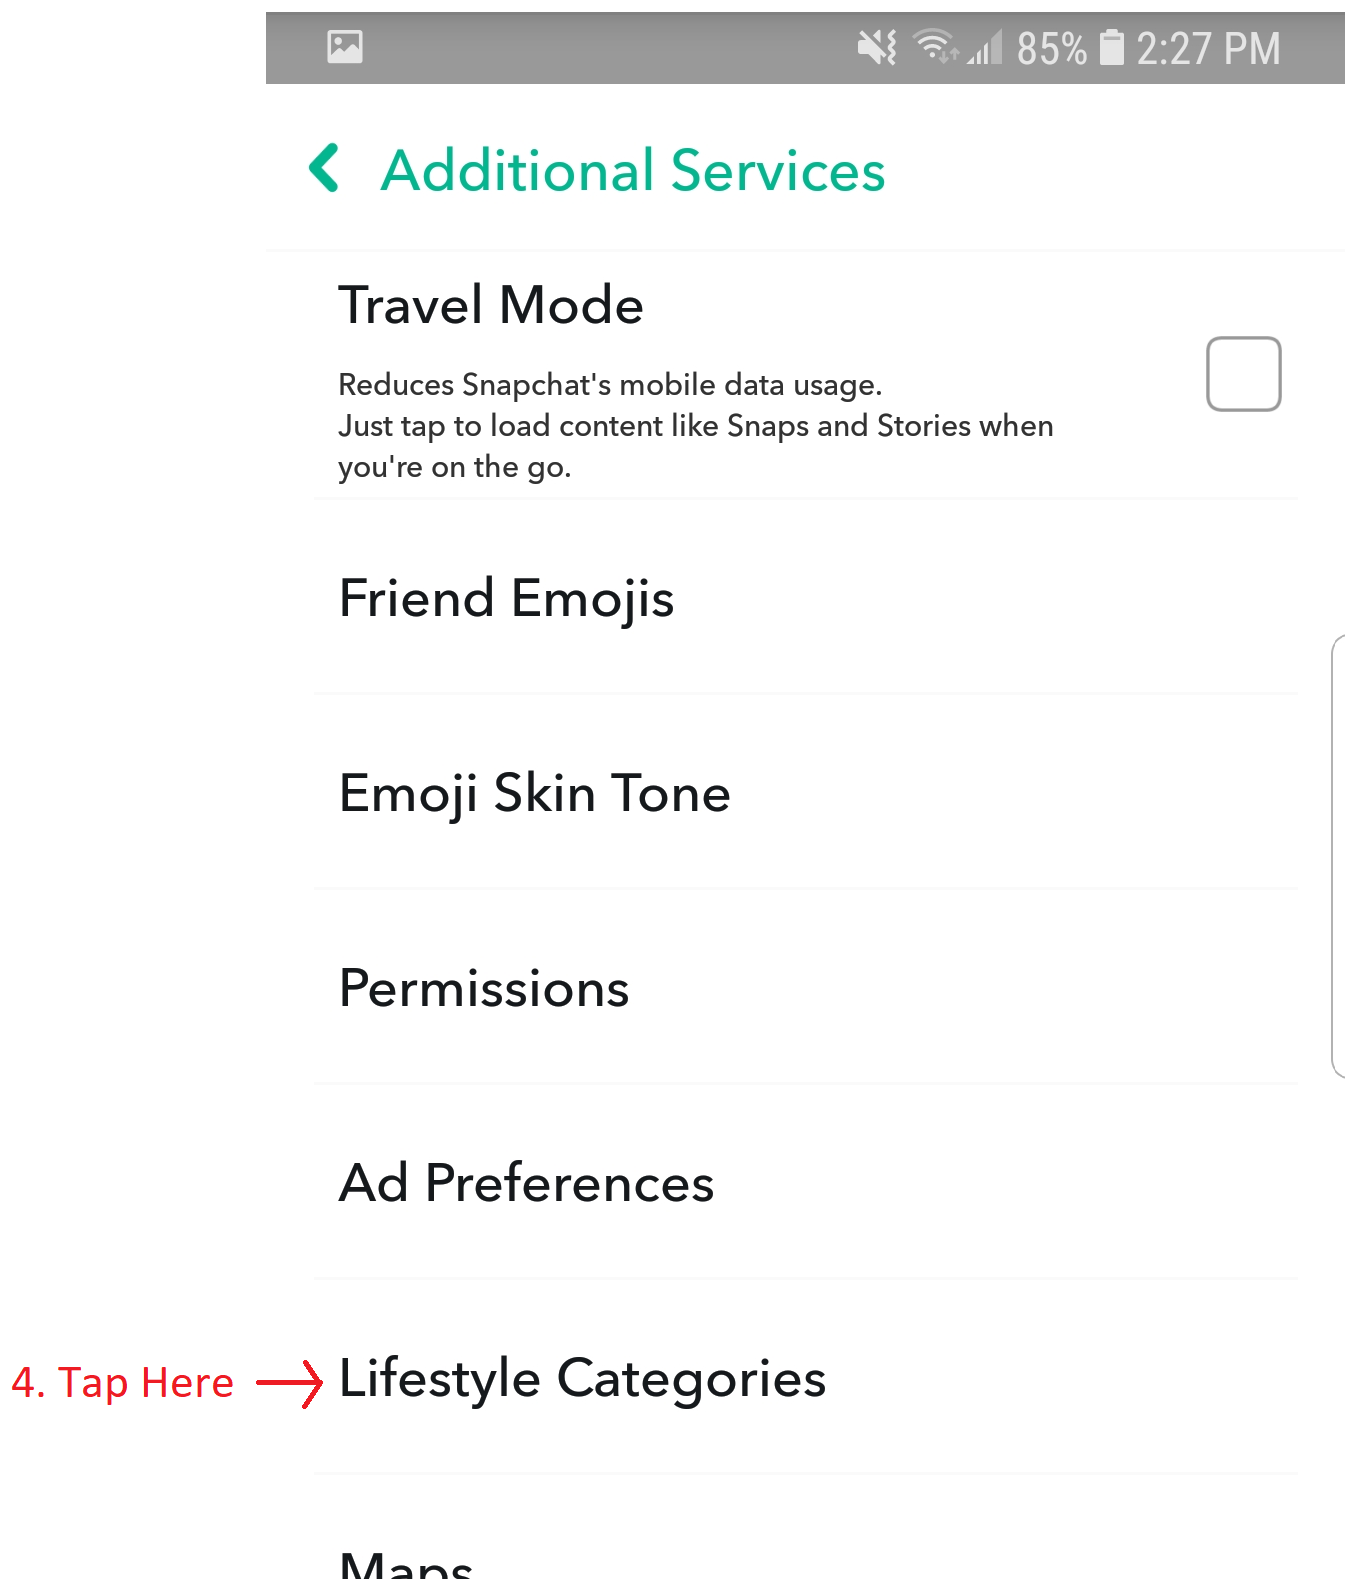 85% 2:27 PM
Additional Services
Travel Mode
Reduces Snapchat's mobile data usage.
Just tap to load content like Snaps and Stories when
you're on the go.
Friend Emojis
Emoji Skin Tone
Permissions
Ad Preferences
4. Tap Here
Lifestyle Categories
Maps